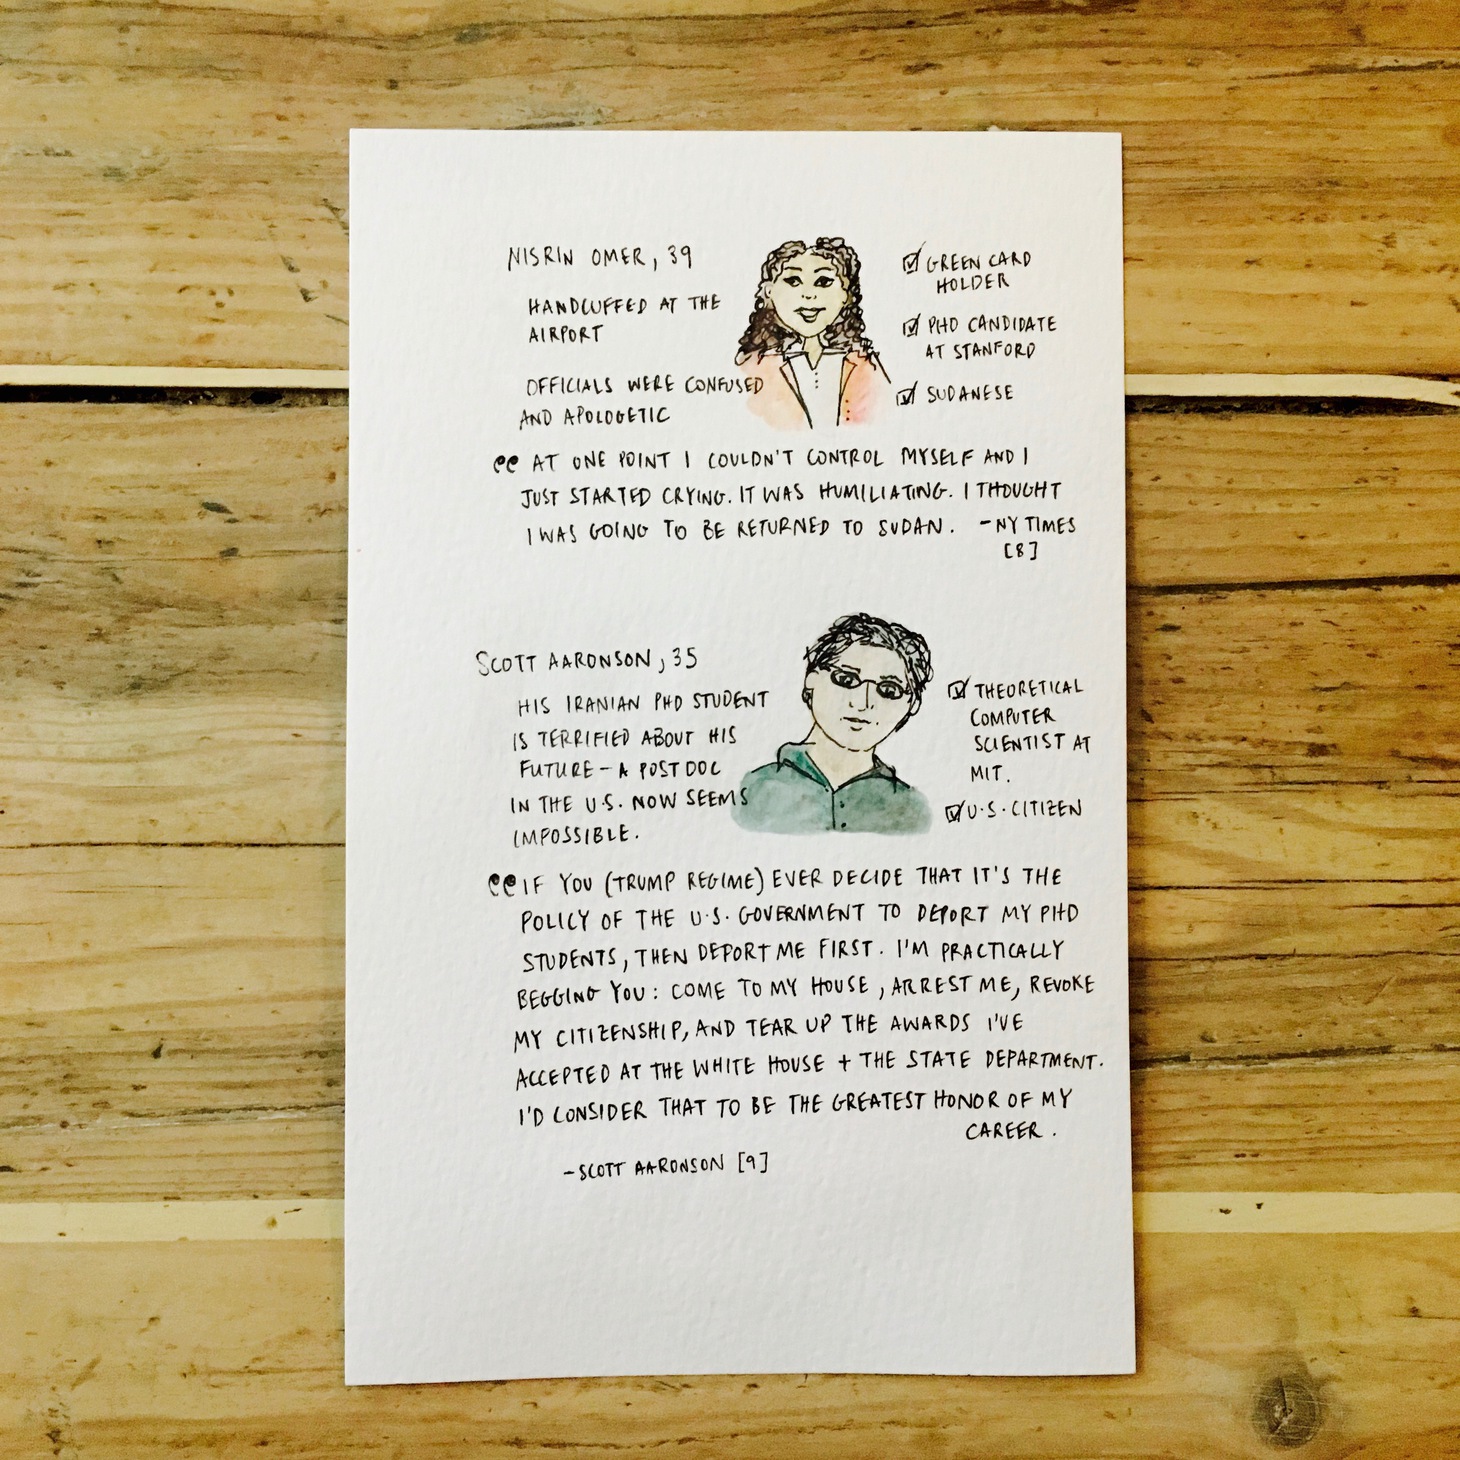 NISRIN OMER, 39
HANDCUFFED AT THE
AIRPORT
OFFICIALS WERE CONFUSED
AND APOLOGETIC
GREEN CARD
HOLDER
PHD CANDIDATE
AT STANFORD
SUDANESE
“ AT ONE POINT I COULDN'T CONTROL MYSELF AND I
JUST STARTED CRYING. IT WAS HUMILIATING. I THOUGHT
I WAS GOING TO BE RETURNED TO SUDAN. - NY TIMES
[8]
SCOTT AARONSON, 35
HIS IRANIAN PHD STUDENT
IS TERRIFIED ABOUT HIS
FUTURE - A POSTDOC
IN THE U.S. NOW SEEMS
IMPOSSIBLE.
THEORETICAL
COMPUTER
SCIENTIST AT
MIT.
U.S. CITIZEN
“ IF YOU (TRUMP REGIME) EVER DECIDE THAT IT'S THE
POLICY OF THE U.S. GOVERNMENT TO DEPORT MY PHD
STUDENTS, THEN DEPORT ME FIRST. I'M PRACTICALLY
BEGGING YOU: COME TO MY HOUSE, ARREST ME, REVOKE
MY CITIZENSHIP, AND TEAR UP THE AWARDS I'VE
ACCEPTED AT THE WHITE HOUSE + THE STATE DEPARTMENT.
I'D CONSIDER THAT TO BE THE GREATEST HONOR OF MY
CAREER.
- SCOTT AARONSON [9]